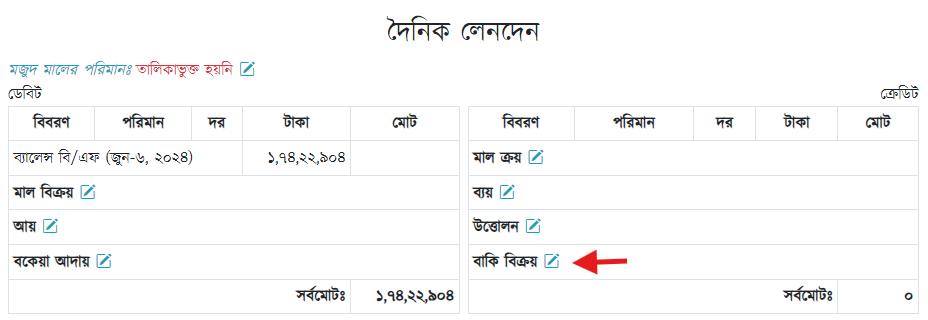 দৈনিক লেনদেন
মজুদ মালের পরিমানঃ তালিকাভুক্ত হয়নি
ডেবিট ক্রেডিট
বিবরণ পরিমান দর টাকা মোট বিবরণ পরিমান দর টাকা মোট
ব্যালেন্স বি/এফ (জুন-৬, ২০২৪) ১,৭৪,২২,৯০৪ মাল ক্রয়
মাল বিক্রয় ব্যয়
আয় উত্তোলন
বকেয়া আদায় বাকি বিক্রয়
সর্বমোটঃ ১,৭৪,২২,৯০৪ সর্বমোটঃ ০